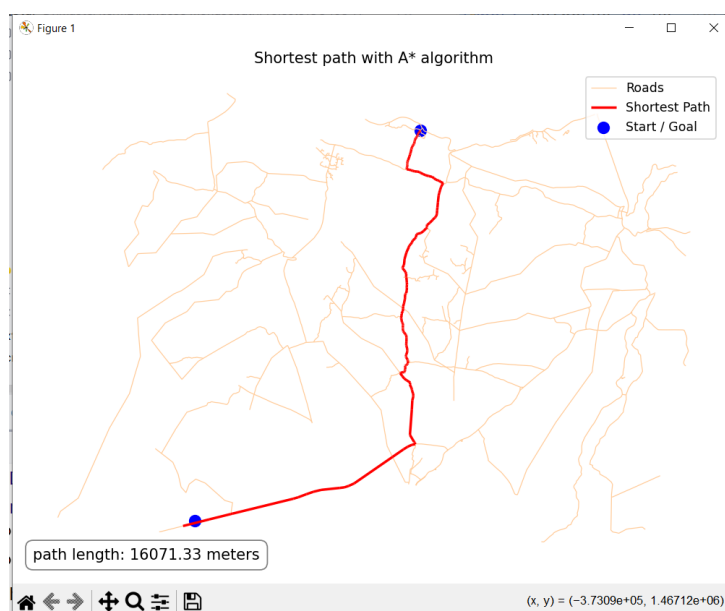 Figure 1
Shortest path with A* algorithm
Roads
Shortest Path
Start / Goal
path length: 16071.33 meters
(x, y) = (−3.7309e+05, 1.46712e+06)